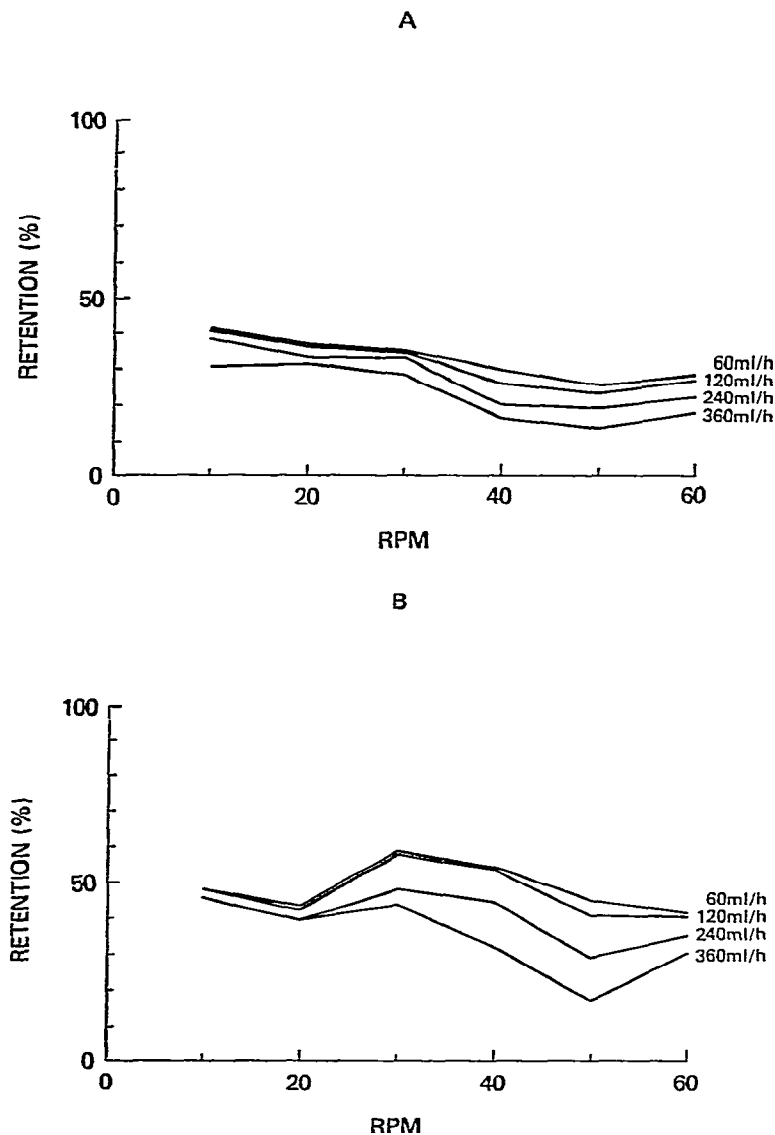 A
100
50
0
RETENTION (%)
0
20
40
60
RPM
60ml/h
120ml/h
240ml/h
360ml/h
B
100
50
0
RETENTION (%)
0
20
40
60
RPM
60ml/h
120ml/h
240ml/h
360ml/h